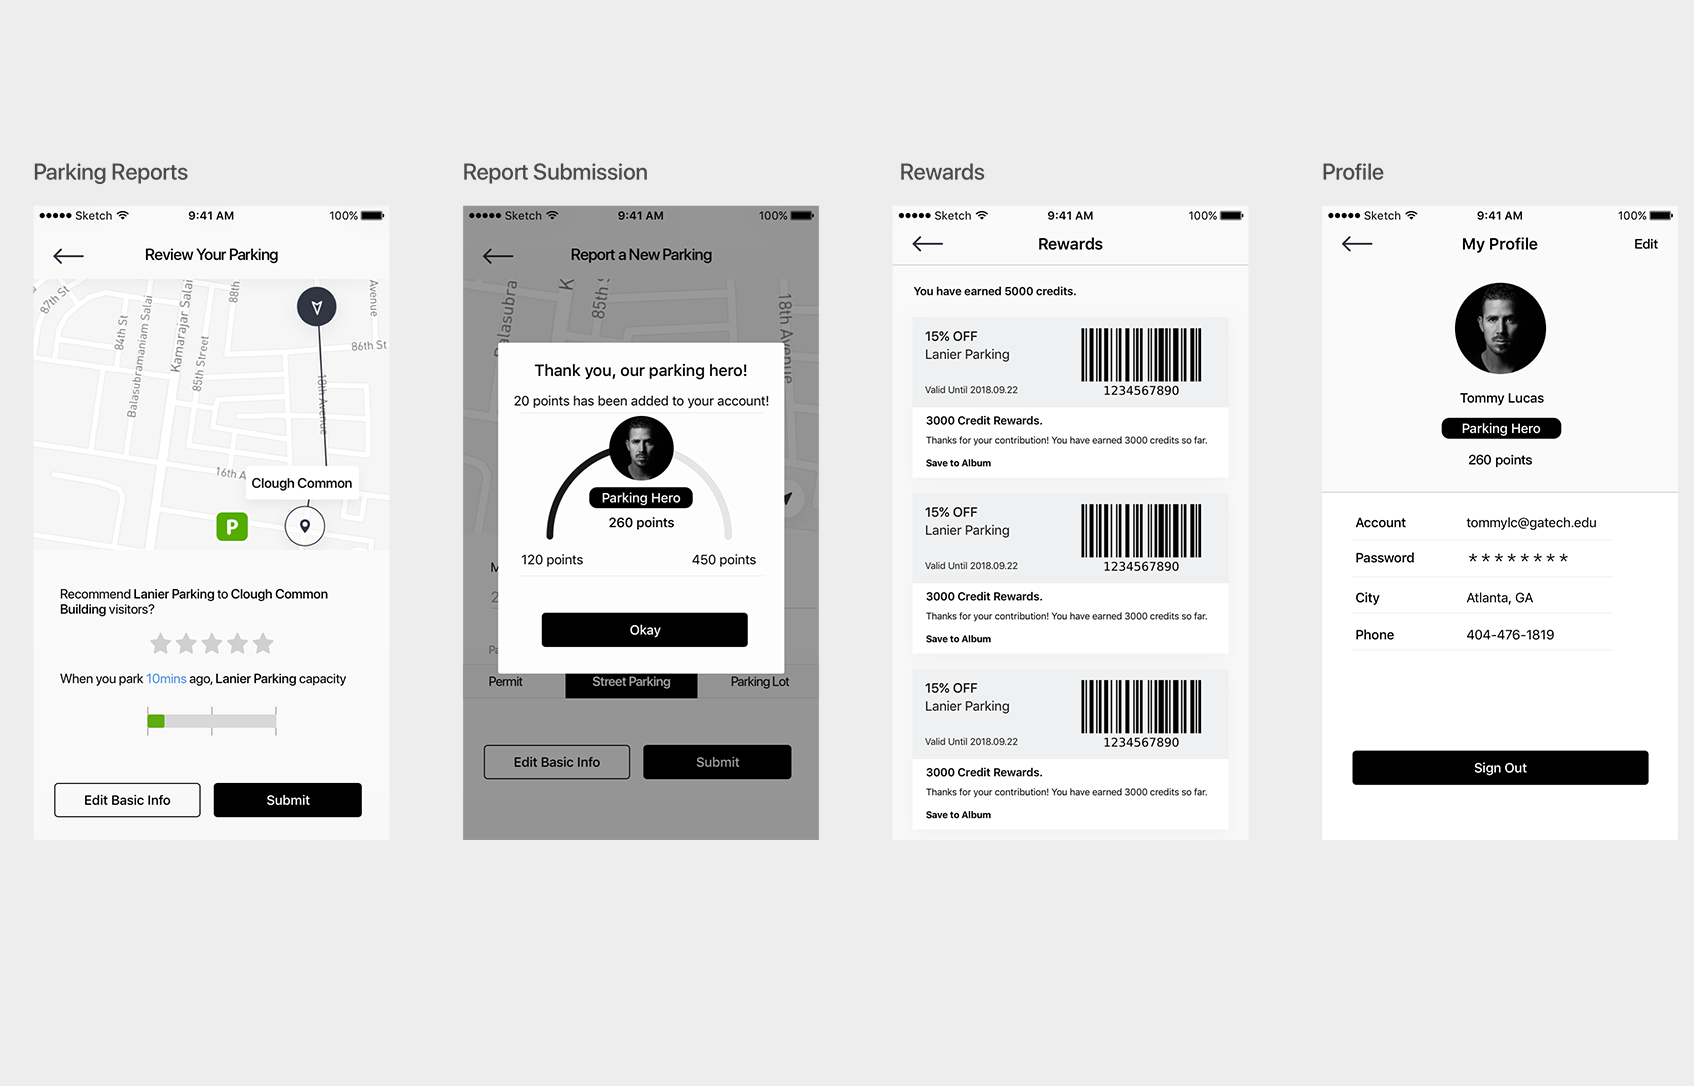 Parking Reports
Sketch 9:41 AM 100%
Review Your Parking
87th St
84th St
Balasubramaniam Salai
Kamarajar Salai
85th Street
88th
Avenue
86th St
18th Avenue
16th A
Clough Common
P
Recommend Lanier Parking to Clough Common
Building visitors?
When you park 10mins ago, Lanier Parking capacity
Edit Basic Info Submit
Report Submission
Sketch 9:41 AM 100%
Report a New Parking
Balasubra
K
85th S
18th Avenue
Thank you, our parking hero!
20 points has been added to your account!
Parking Hero
260 points
120 points 450 points
Okay
M
2
Pa
Permit Street Parking Parking Lot
Edit Basic Info Submit
Rewards
Sketch 9:41 AM 100%
Rewards
You have earned 5000 credits.
15% OFF
Lanier Parking
Valid Until 2018.09.22
1234567890
3000 Credit Rewards.
Thanks for your contribution! You have earned 3000 credits so far.
Save to Album
15% OFF
Lanier Parking
Valid Until 2018.09.22
1234567890
3000 Credit Rewards.
Thanks for your contribution! You have earned 3000 credits so far.
Save to Album
15% OFF
Lanier Parking
Valid Until 2018.09.22
1234567890
3000 Credit Rewards.
Thanks for your contribution! You have earned 3000 credits so far.
Save to Album
Profile
Sketch 9:41 AM 100%
My Profile Edit
Tommy Lucas
Parking Hero
260 points
Account tommylc@gatech.edu
Password ********
City Atlanta, GA
Phone 404-476-1819
Sign Out